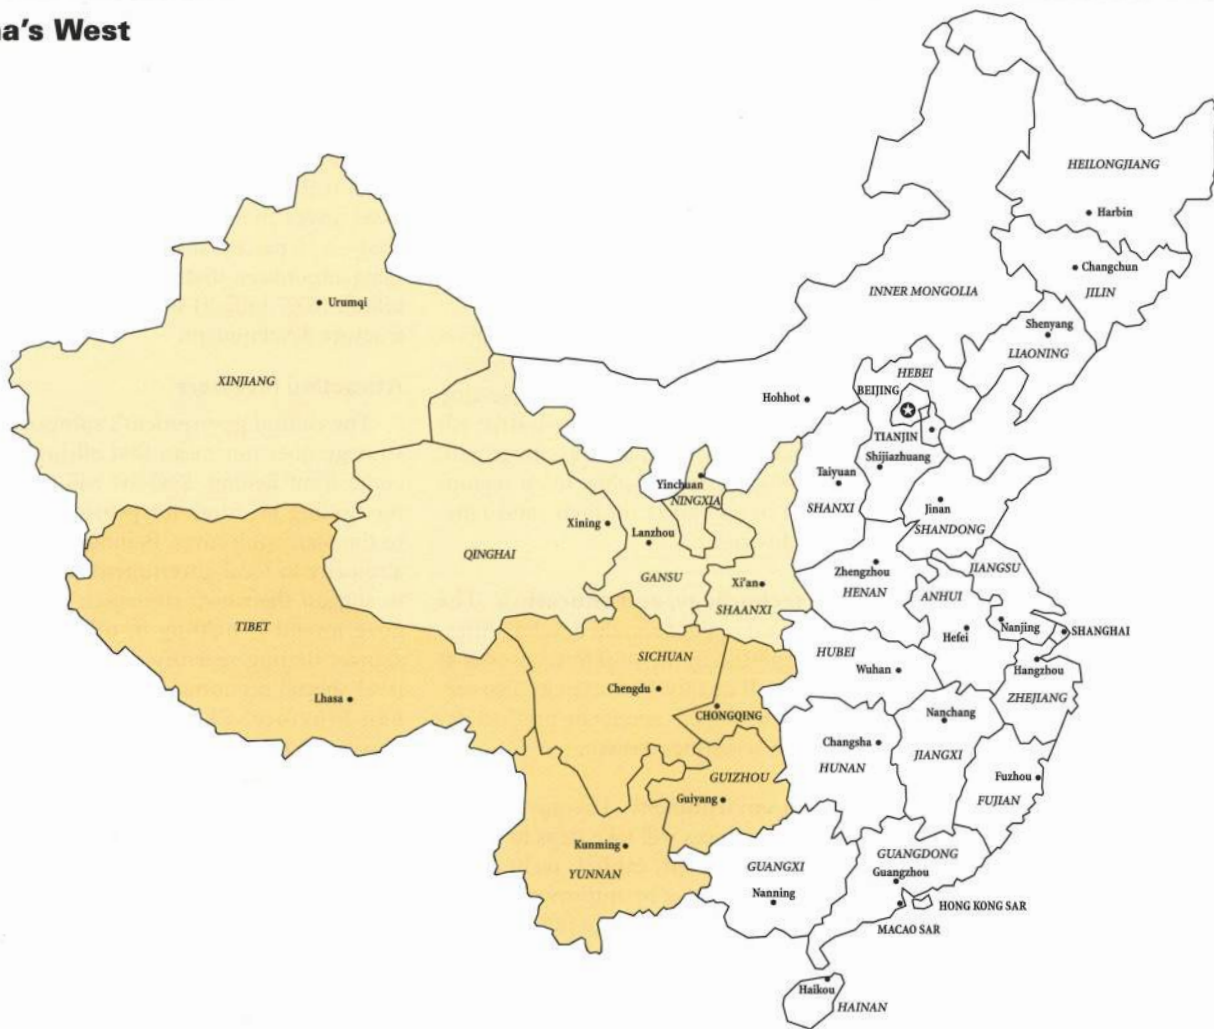 na's West
HEILONGJIANG
Harbin
Changchun
JILIN
INNER MONGOLIA
Urumqi
Shenyang
LIAONING
HEBEI
XINJIANG
BEIJING
Hohhot
TIANJIN
Shijiazhuang
Taiyuan
Yinchuan
NINGXIA
SHANXI
Jinan
SHANDONG
Xining
Lanzhou
QINGHAI
GANSU
Xi'an
SHAANXI
Zhengzhou
HENAN
JIANGSU
ANHUI
Nanjing
SHANGHAI
Hefei
TIBET
SICHUAN
HUBEI
Wuhan
Hangzhou
ZHEJIANG
Lhasa
Chengdu
CHONGQING
Nanchang
Changsha
HUNAN
JIANGXI
GUIZHOU
Guiyang
Fuzhou
FUJIAN
Kunming
YUNNAN
GUANGXI
Nanning
GUANGDONG
Guangzhou
HONG KONG SAR
MACAO SAR
Haikou
HAINAN